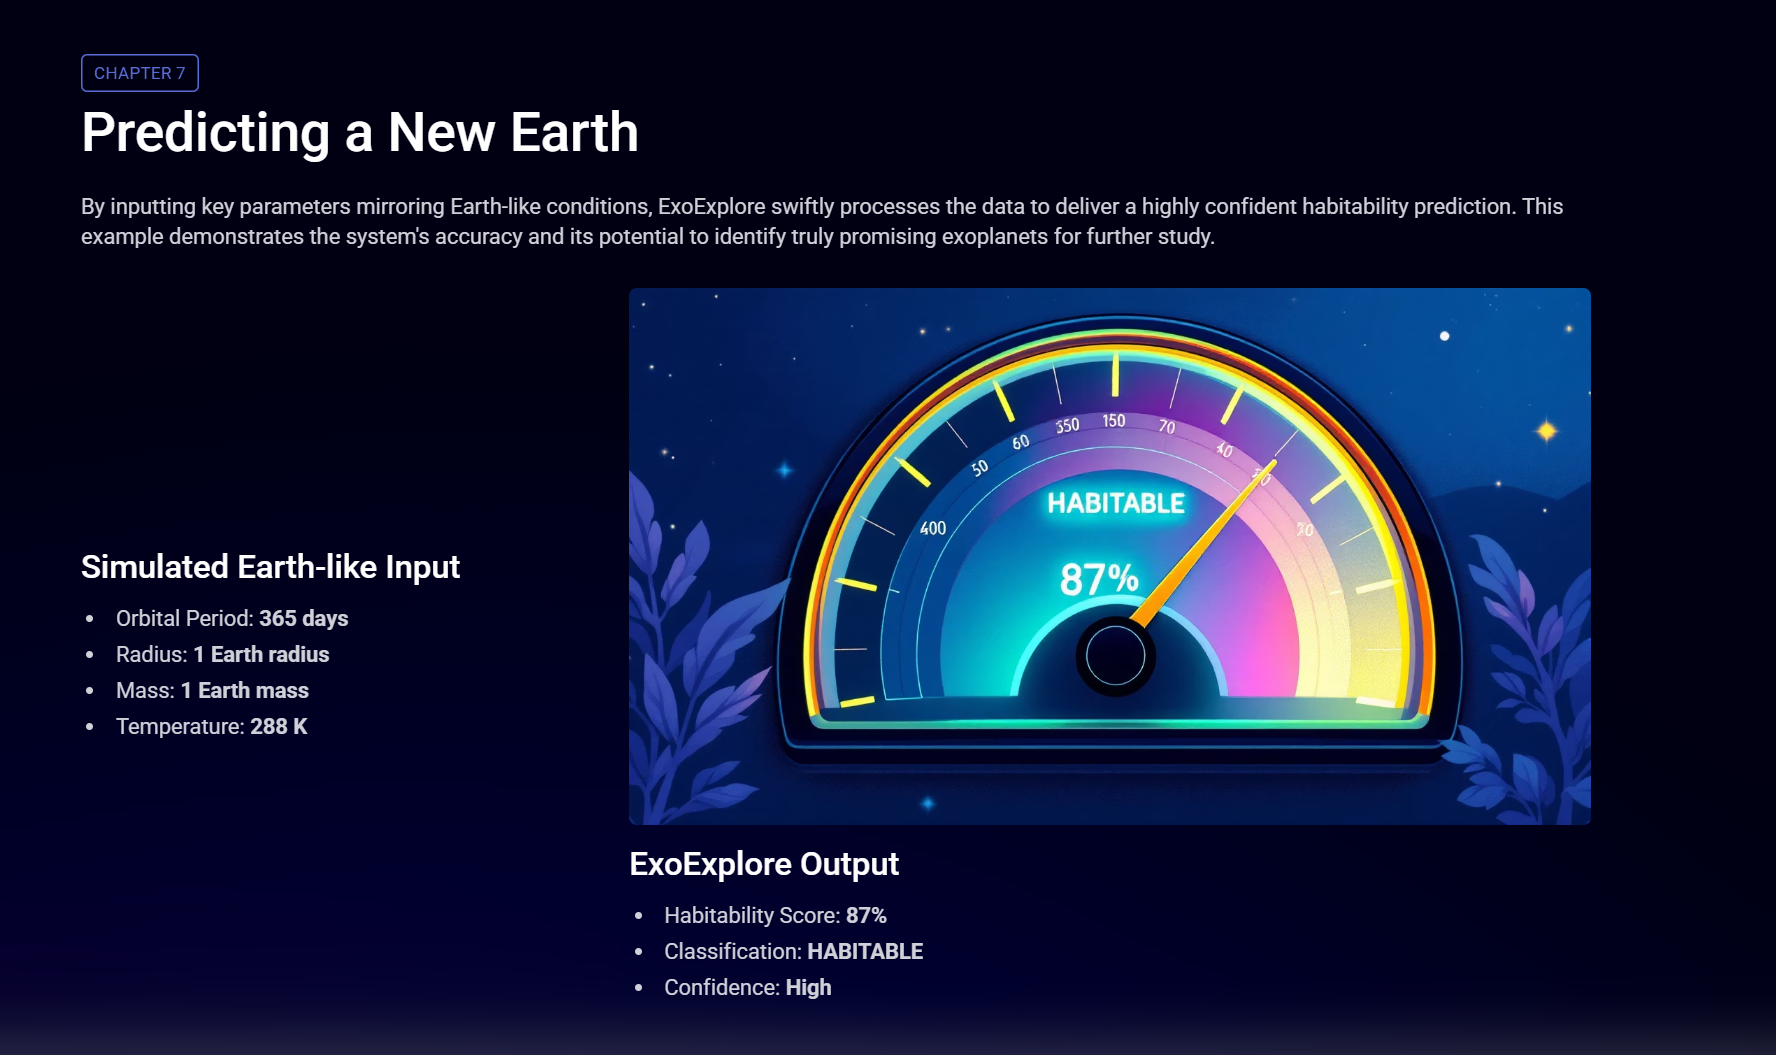 CHAPTER 7
Predicting a New Earth
By inputting key parameters mirroring Earth-like conditions, ExoExplore swiftly processes the data to deliver a highly confident habitability prediction. This
example demonstrates the system's accuracy and its potential to identify truly promising exoplanets for further study.
Simulated Earth-like Input
• Orbital Period: 365 days
• Radius: 1 Earth radius
• Mass: 1 Earth mass
• Temperature: 288 K
400
50
60
150
70
HABITABLE
87%
ExoExplore Output
• Habitability Score: 87%
• Classification: HABITABLE
• Confidence: High